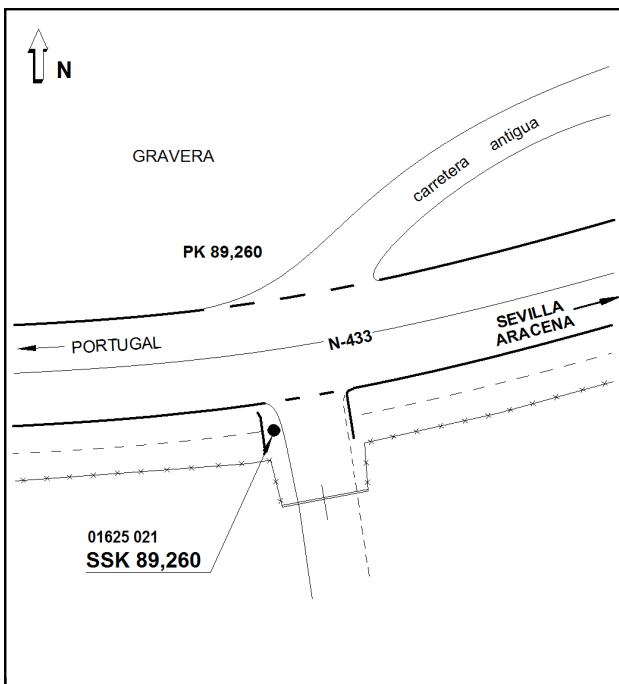 N
GRAVERA
carretera antigua
PK 89,260
SEVILLA
ARACENA
N-433
PORTUGAL
01625 021
SSK 89,260